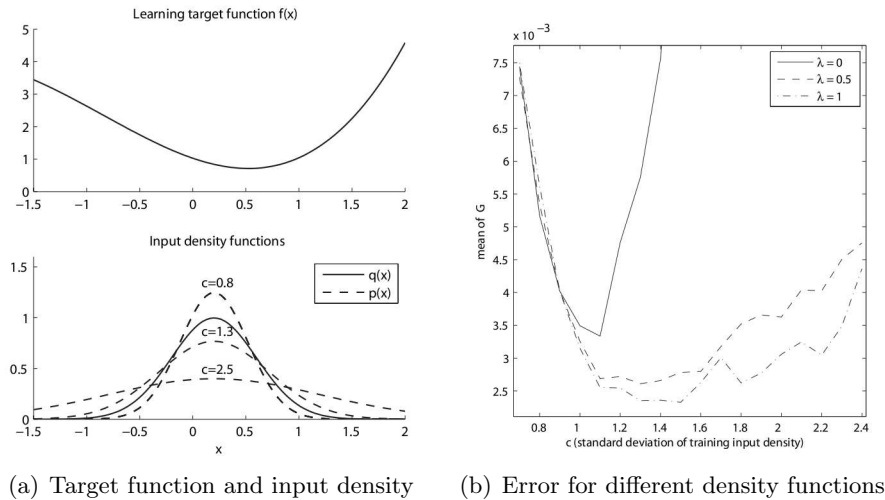 Learning target function f(x)
5
4
3
2
1
0
−1.5 −1 −0.5 0 0.5 1 1.5 2
Input density functions
1.5
1
0.5
0
c=0.8
c=1.3
c=2.5
q(x)
p(x)
−1.5 −1 −0.5 0 0.5 1 1.5 2
x
(a) Target function and input density
x 10⁻³
7.5
7
6.5
6
5.5
5
4.5
4
3.5
3
2.5
mean of G
λ = 0
λ = 0.5
λ = 1
0.8 1 1.2 1.4 1.6 1.8 2 2.2 2.4
c (standard deviation of training input density)
(b) Error for different density functions